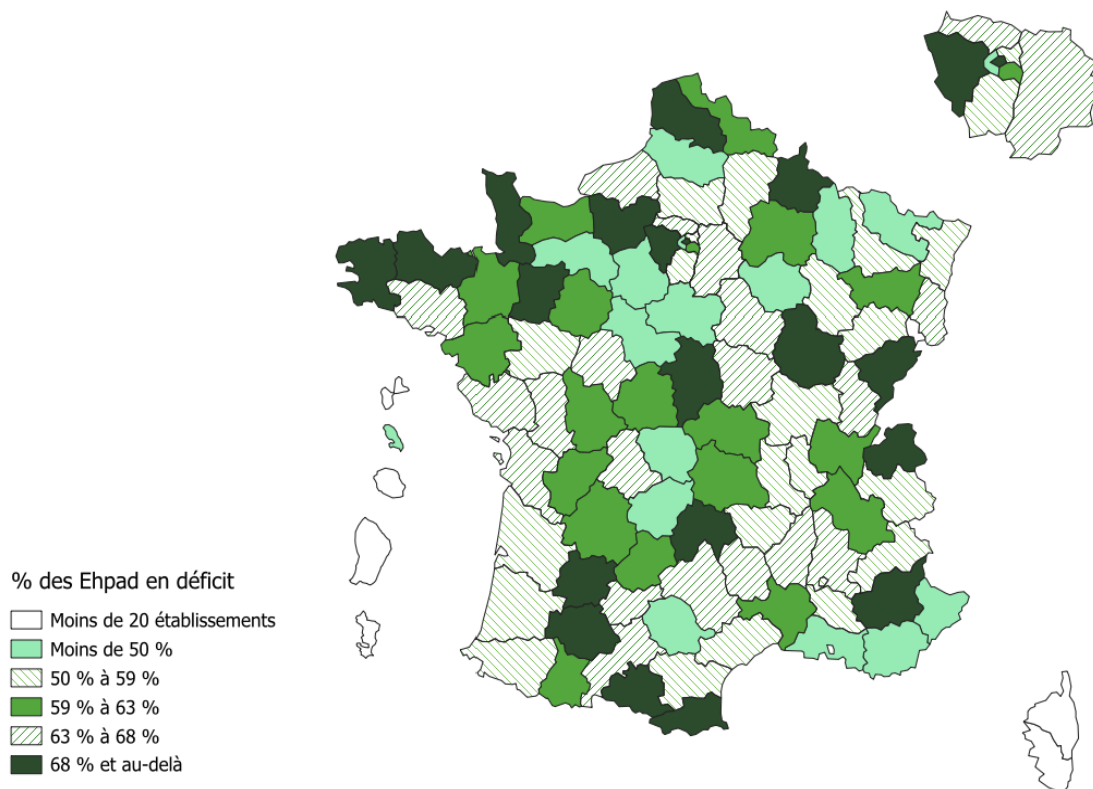 % des Ehpad en déficit
Moins de 20 établissements
Moins de 50 %
50 % à 59 %
59 % à 63 %
63 % à 68 %
68 % et au-delà